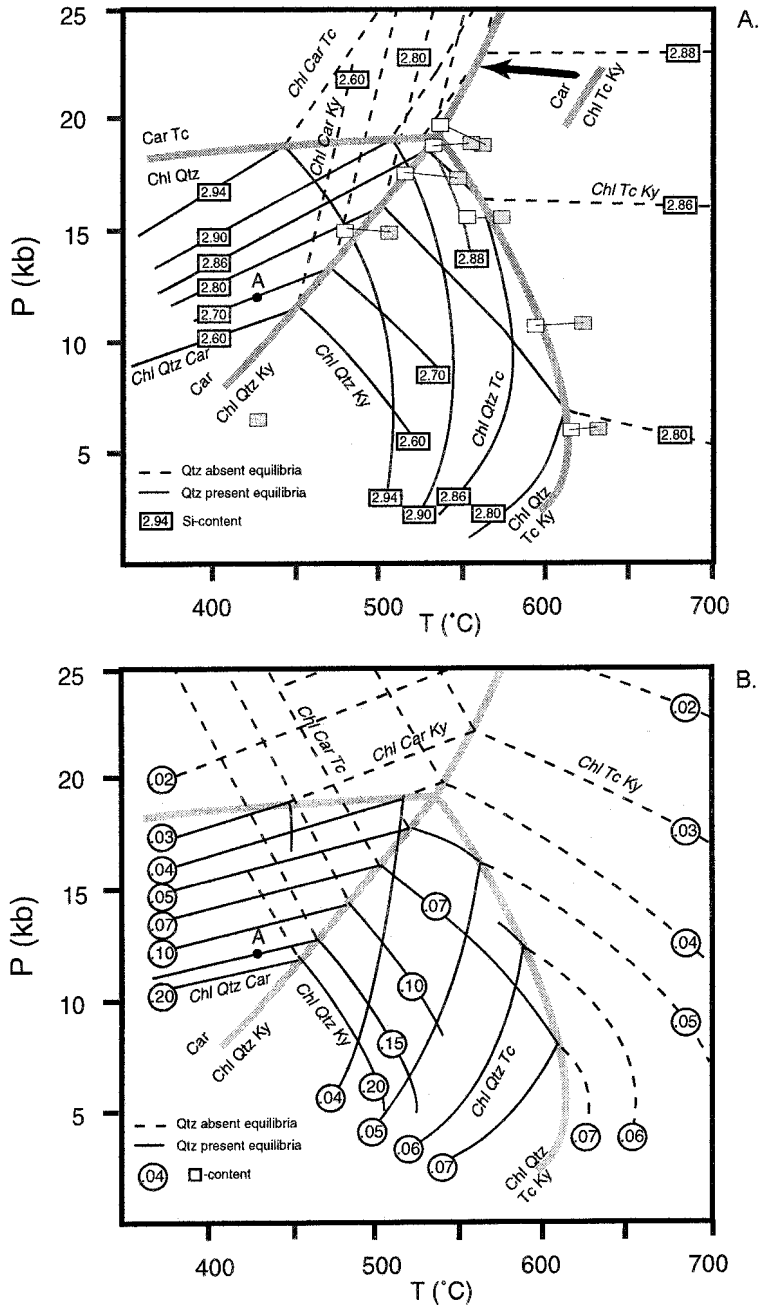 A.
25
20
15
10
5
P (kb)
Chl Car Tc
2.60
2.80
2.88
Chl Car Ky
Car
Chl Tc Ky
Car Tc
Chl Qtz
2.94
2.90
2.86
2.80
2.70
2.60
A
Chl Tc Ky
2.86
2.88
Chl Qtz Car
Car
Chl Qtz Ky
Chl Qtz Ky
2.70
2.60
Chl Qtz Tc
2.80
2.94
2.90
2.86
2.80
Chl Qtz
Tc Ky
Qtz absent equilibria
Qtz present equilibria
2.94 Si-content
400 500 600 700
T (˚C)
B.
25
20
15
10
5
P (kb)
.02
.03
.04
.05
.07
.10
.20
A
Chl Car Tc
Chl Car Ky
Chl Tc Ky
.02
.03
.04
.05
Chl Qtz Car
Car
Chl Qtz Ky
Chl Qtz Ky
.07
.10
.15
.20
.04
.05
.06
.07
Chl Qtz Tc
.07
.06
Chl Qtz
Tc Ky
Qtz absent equilibria
Qtz present equilibria
.04 -content
400 500 600 700
T (˚C)